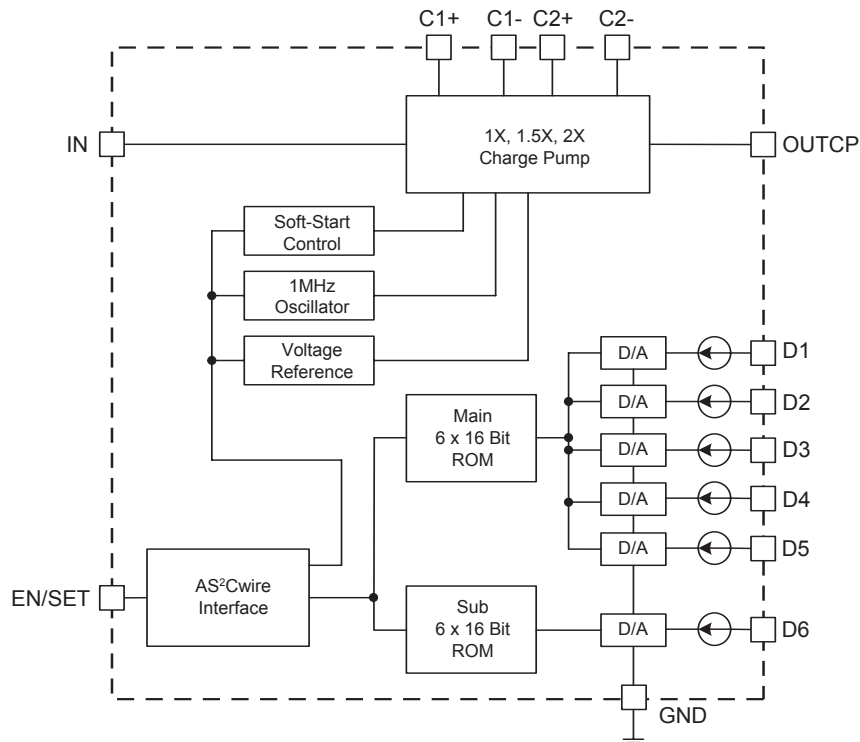 C1+ C1- C2+ C2-
IN
1X, 1.5X, 2X
Charge Pump
OUTCP
Soft-Start
Control
1MHz
Oscillator
Voltage
Reference
D/A
D1
D/A
D2
Main
6 x 16 Bit
ROM
D/A
D3
D/A
D4
D/A
D5
EN/SET
AS²Cwire
Interface
Sub
6 x 16 Bit
ROM
D/A
D6
GND